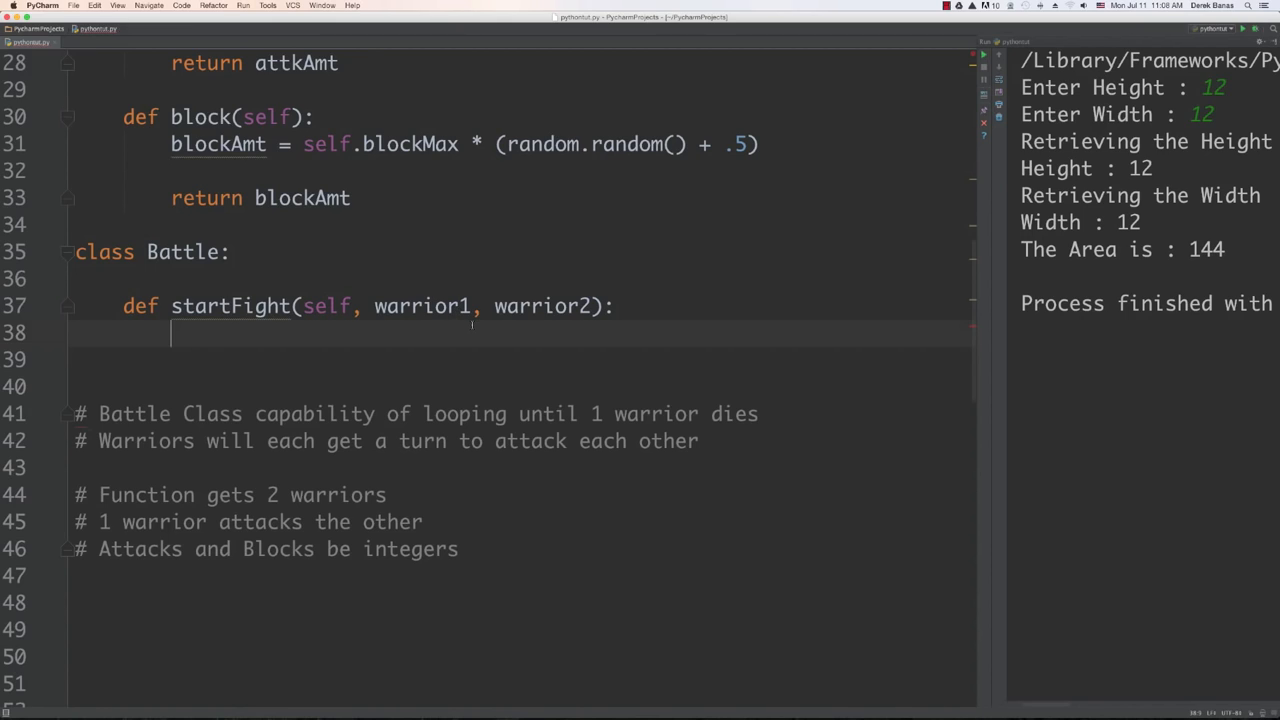 PyCharm File Edit View Navigate Code Refactor Run Tools VCS Window Help 10 Mon Jul 11 11:08 AM Derek Banas
pythontut.py - PyCharmProjects - [~/PycharmProjects]
PycharmProjects pythontut.py pythontut
pythontut.py Run pythontut
28 return attkAmt
29
30 def block(self):
31 blockAmt = self.blockMax * (random.random() + .5)
32
33 return blockAmt
34
35 class Battle:
36
37 def startFight(self, warrior1, warrior2):
38
39
40
41 # Battle Class capability of looping until 1 warrior dies
42 # Warriors will each get a turn to attack each other
43
44 # Function gets 2 warriors
45 # 1 warrior attacks the other
46 # Attacks and Blocks be integers
47
48
49
50
51
/Library/Frameworks/Py
Enter Height : 12
Enter Width : 12
Retrieving the Height
Height : 12
Retrieving the Width
Width : 12
The Area is : 144
Process finished with
38:9 LF÷ UTF-8÷